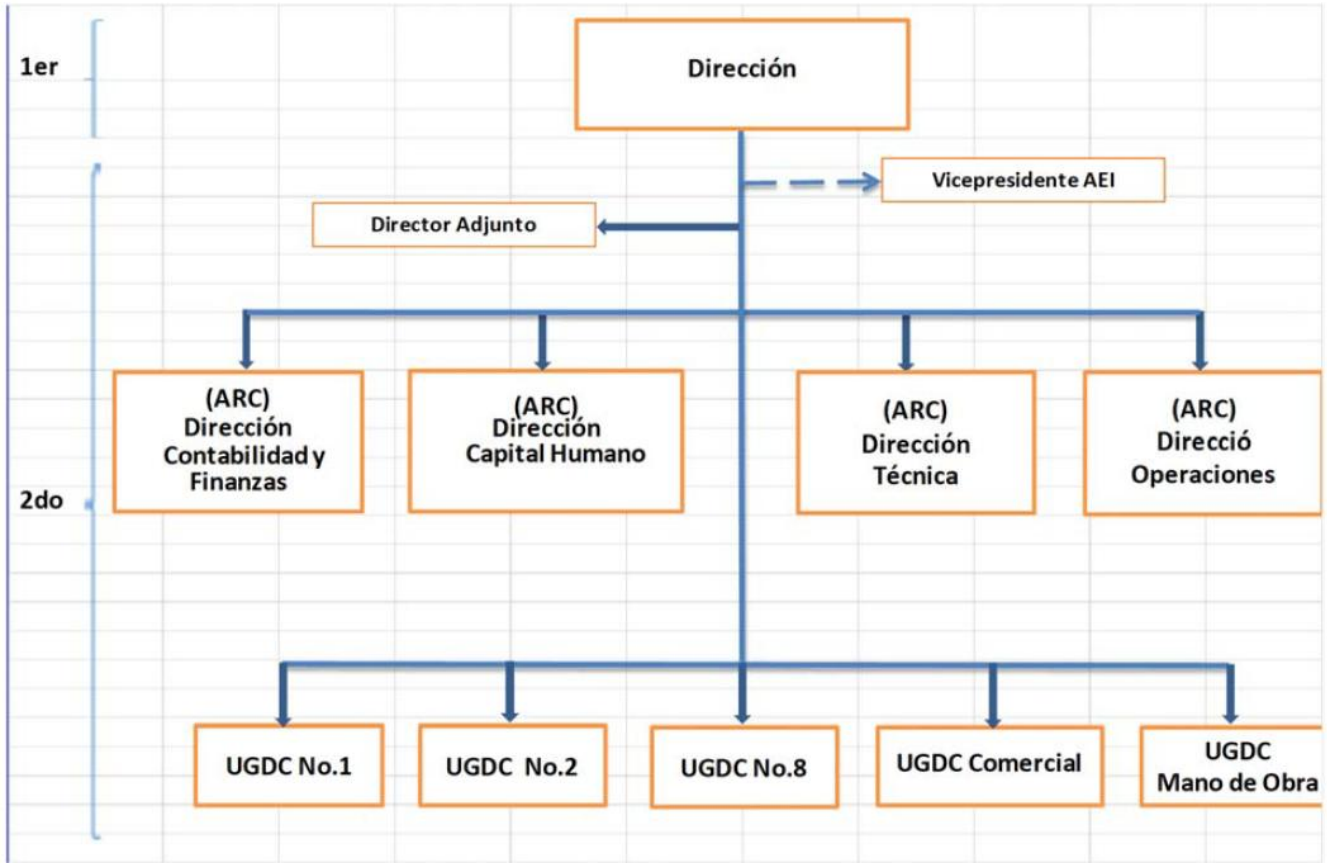 1er
Dirección
Vicepresidente AEI
Director Adjunto
(ARC)
Dirección
Contabilidad y
Finanzas
(ARC)
Dirección
Capital Humano
(ARC)
Dirección
Técnica
(ARC)
Direcció
Operaciones
2do
UGDC No.1
UGDC No.2
UGDC No.8
UGDC Comercial
UGDC
Mano de Obra